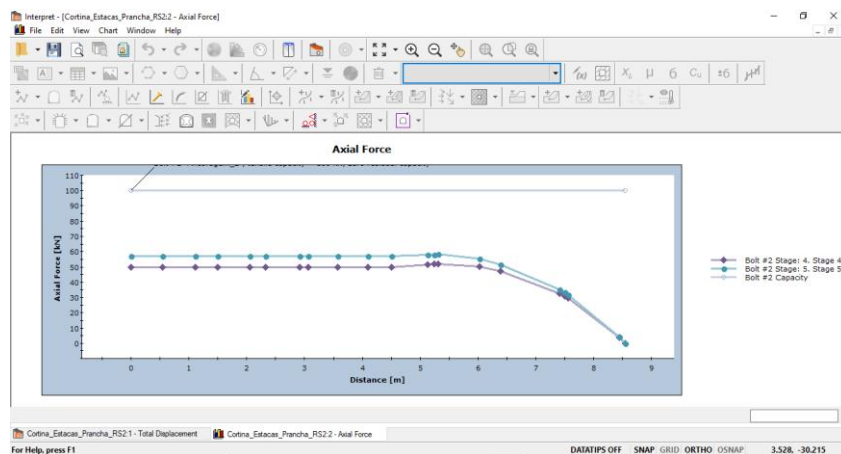 Interpret - [Cortina_Estacas_Prancha_RS2:2 - Axial Force]
File Edit View Chart Window Help
Axial Force
110
100
90
80
70
60
50
40
30
20
10
0
Axial Force [kN]
0 1 2 3 4 5 6 7 8 9
Distance [m]
Bolt #2 Stage: 4. Stage 4
Bolt #2 Stage: 5. Stage 5
Bolt #2 Capacity
Cortina_Estacas_Prancha_RS2:1 - Total Displacement Cortina_Estacas_Prancha_RS2:2 - Axial Force
For Help, press F1 DATATIPS OFF SNAP GRID ORTHO OSNAP 3.528, -30.215